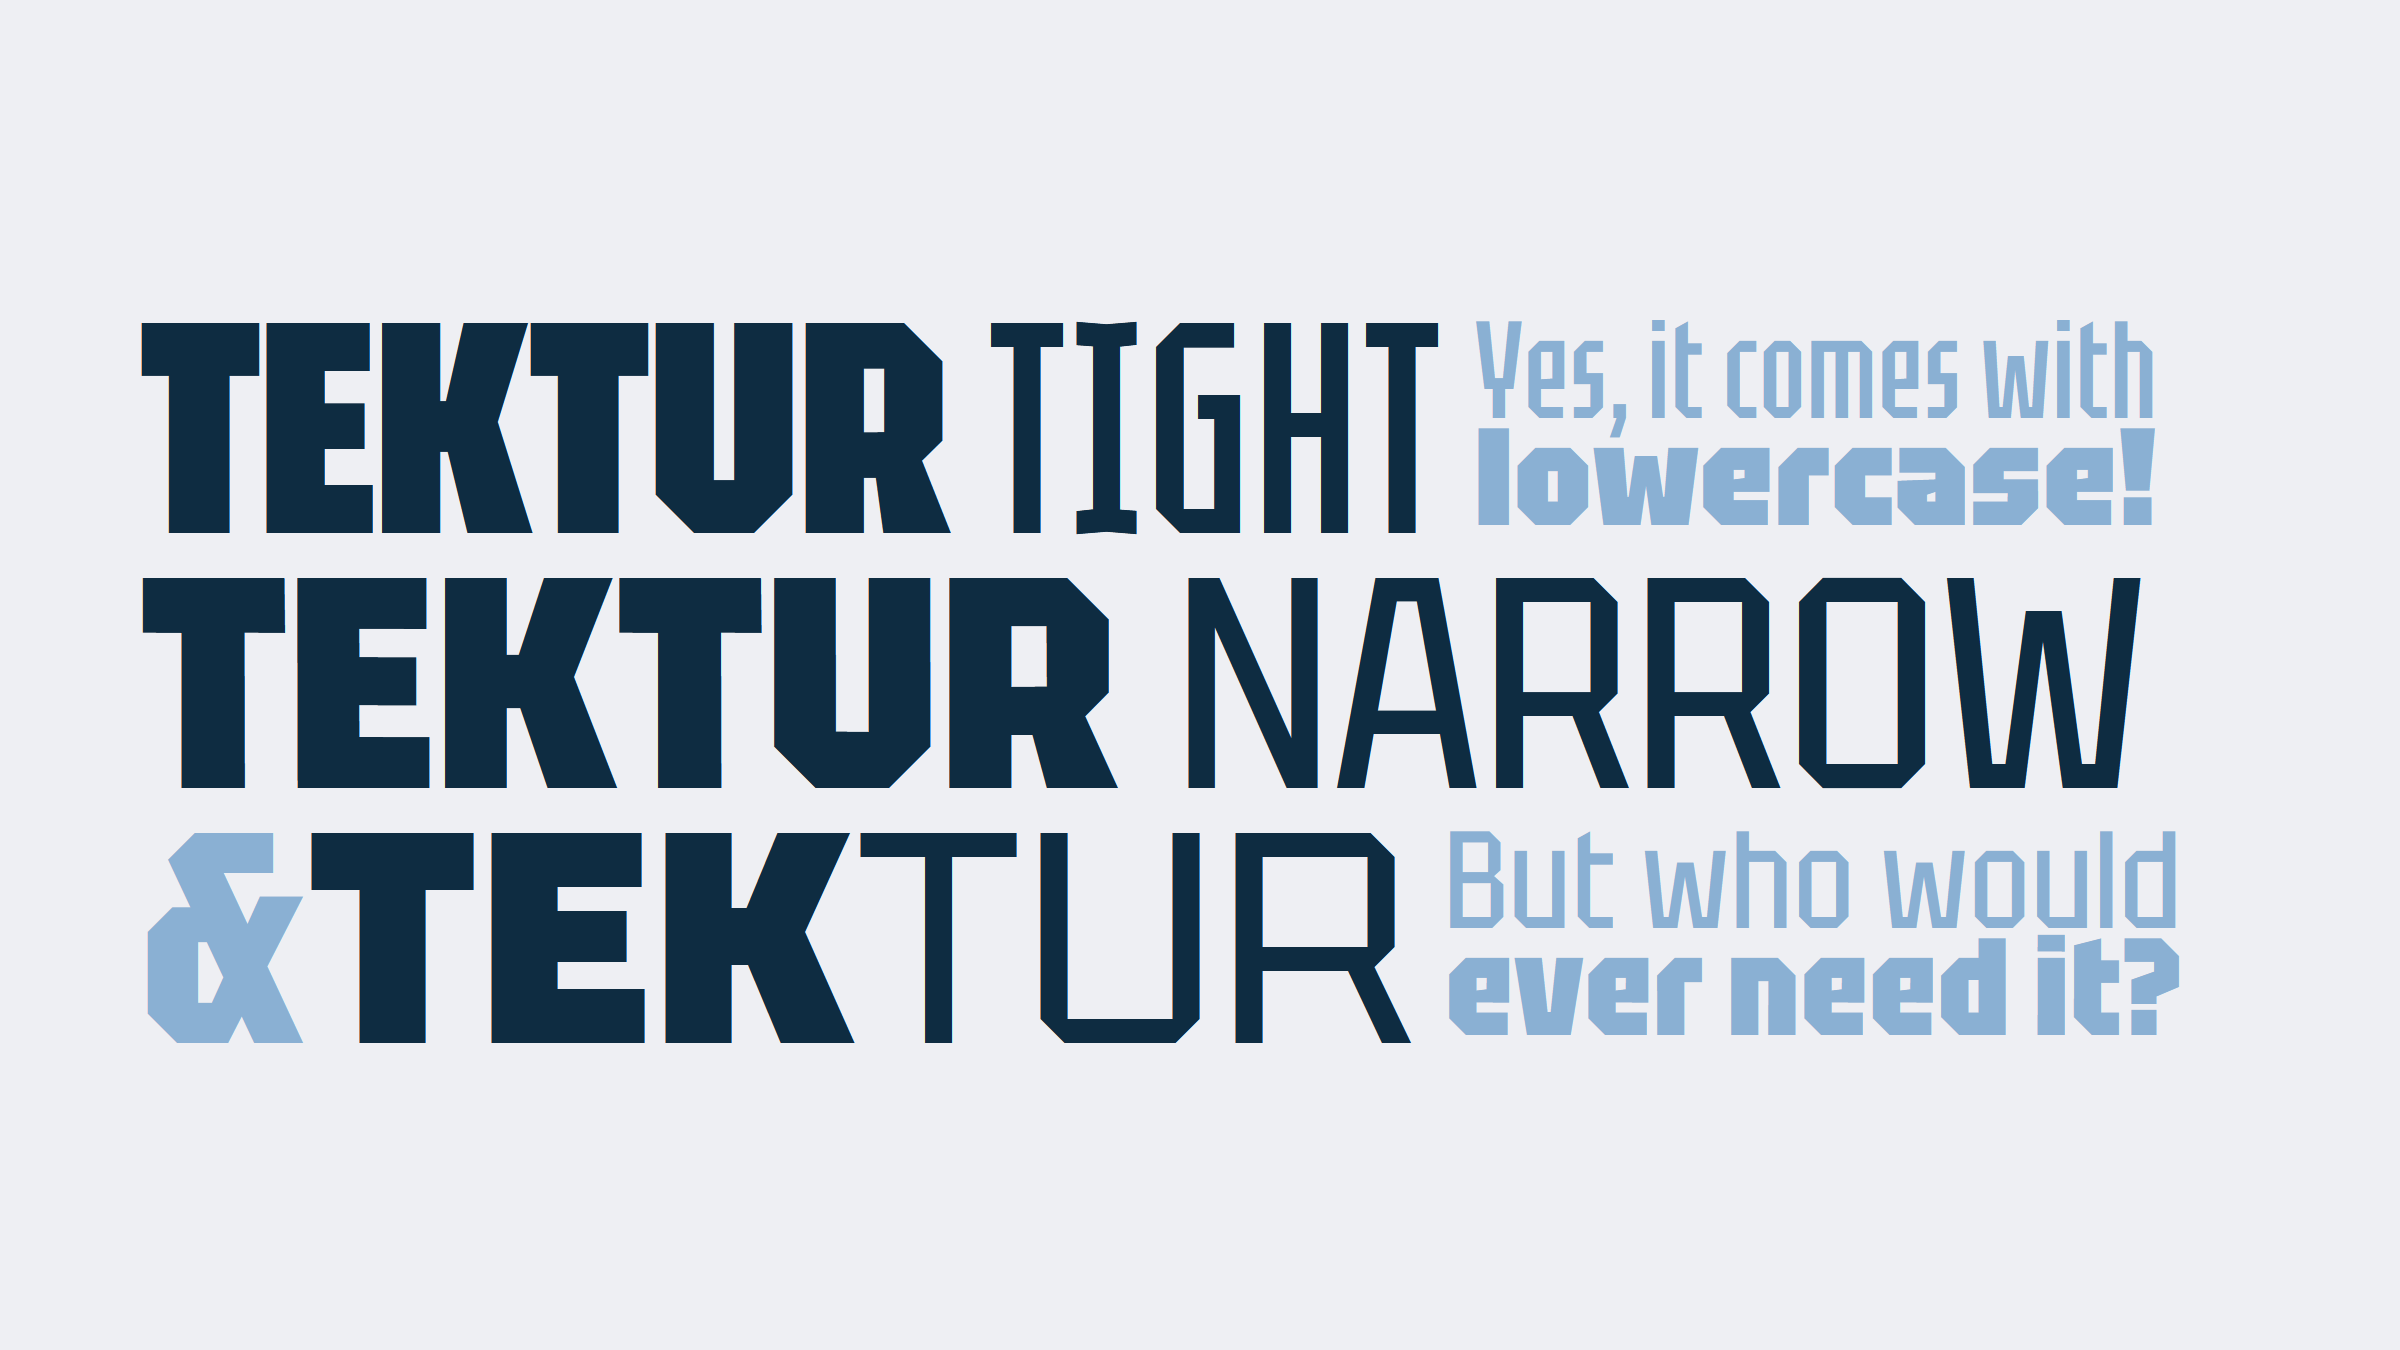 TEKTUR TIGHT
Yes, it comes with
lowercase!
TEKTUR NARROW
& TEKTUR
But who would
ever need it?